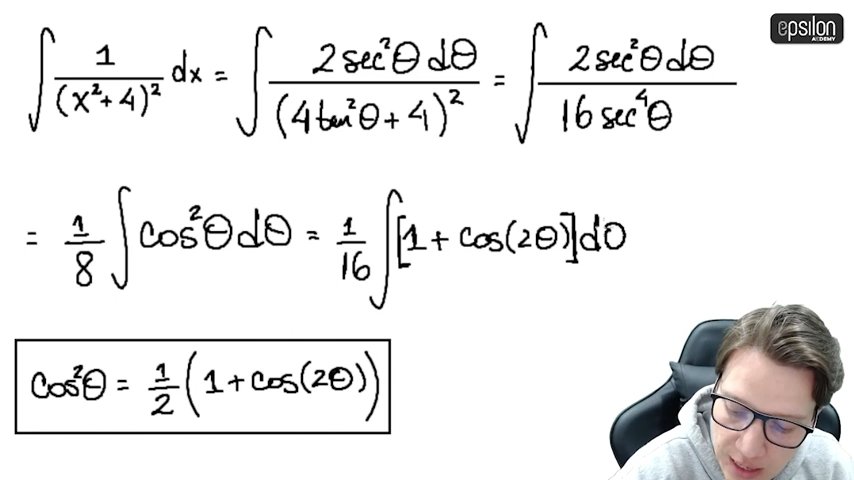 epsilon
ACADEMY
∫ 1/(x²+4)² dx = ∫ 2sec²θ dθ/(4tan²θ+4)² = ∫ 2sec²θ dθ/16sec⁴θ
= 1/8 ∫ cos²θ dθ = 1/16 ∫ [1 + cos(2θ)] dθ
cos²θ = 1/2 (1 + cos(2θ))